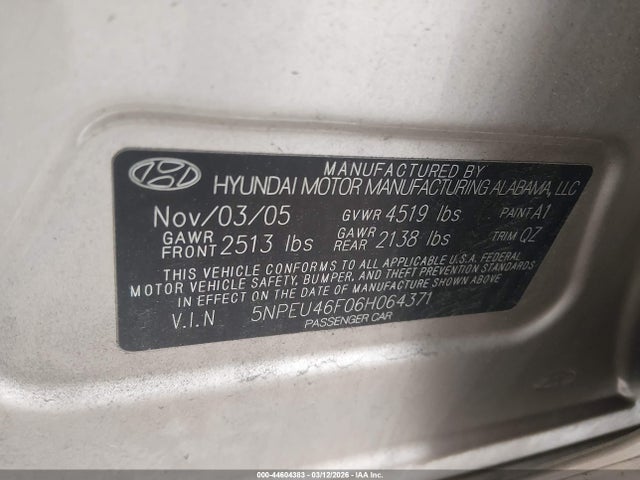 MANUFACTURED BY
HYUNDAI MOTOR MANUFACTURING ALABAMA, LLC
Nov/03/05 GVWR 4519 lbs PAINT A1
GAWR FRONT 2513 lbs GAWR REAR 2138 lbs TRIM QZ
THIS VEHICLE CONFORMS TO ALL APPLICABLE U.S.A. FEDERAL
MOTOR VEHICLE SAFETY, BUMPER, AND THEFT PREVENTION STANDARDS
IN EFFECT ON THE DATE OF MANUFACTURE SHOWN ABOVE
V.I.N 5NPEU46F06H064371
PASSENGER CAR
000-44604383 - 03/12/2026 - IAA Inc.